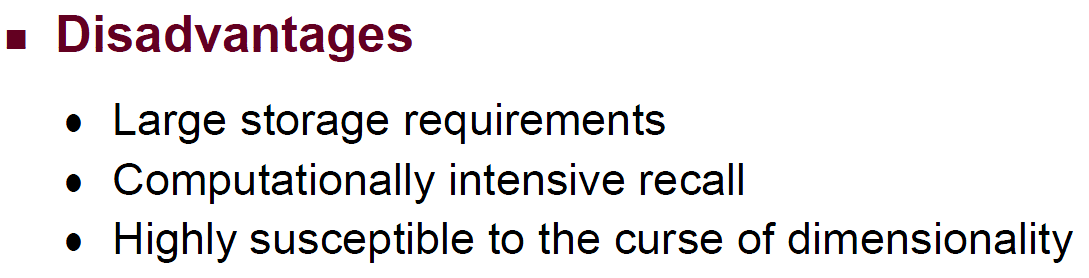 ▪ Disadvantages
• Large storage requirements
• Computationally intensive recall
• Highly susceptible to the curse of dimensionality